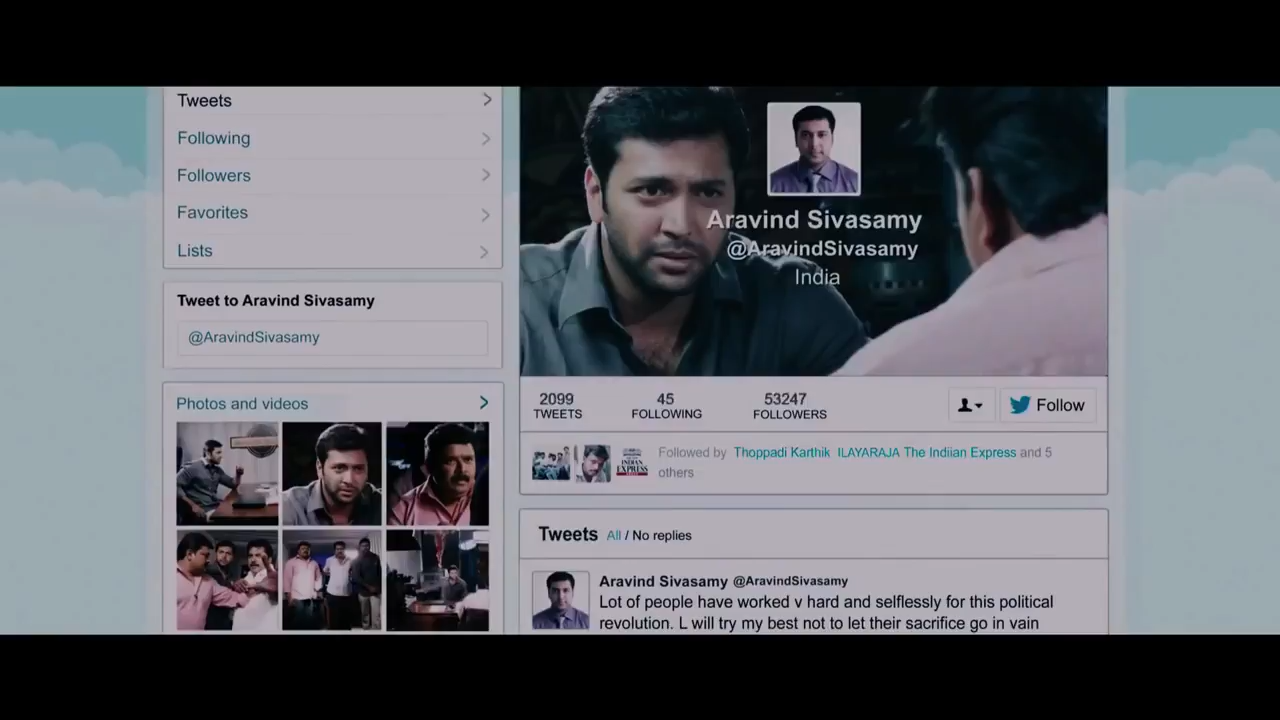 Tweets
Following
Followers
Favorites
Lists
Tweet to Aravind Sivasamy
@AravindSivasamy
Photos and videos
Aravind Sivasamy
@AravindSivasamy
India
2099
TWEETS
45
FOLLOWING
53247
FOLLOWERS
Follow
INDIAN
EXPRESS
Followed by Thoppadi Karthik ILAYARAJA The Indiian Express and 5
others
Tweets All / No replies
Aravind Sivasamy @AravindSivasamy
Lot of people have worked v hard and selflessly for this political
revolution. L will try my best not to let their sacrifice go in vain